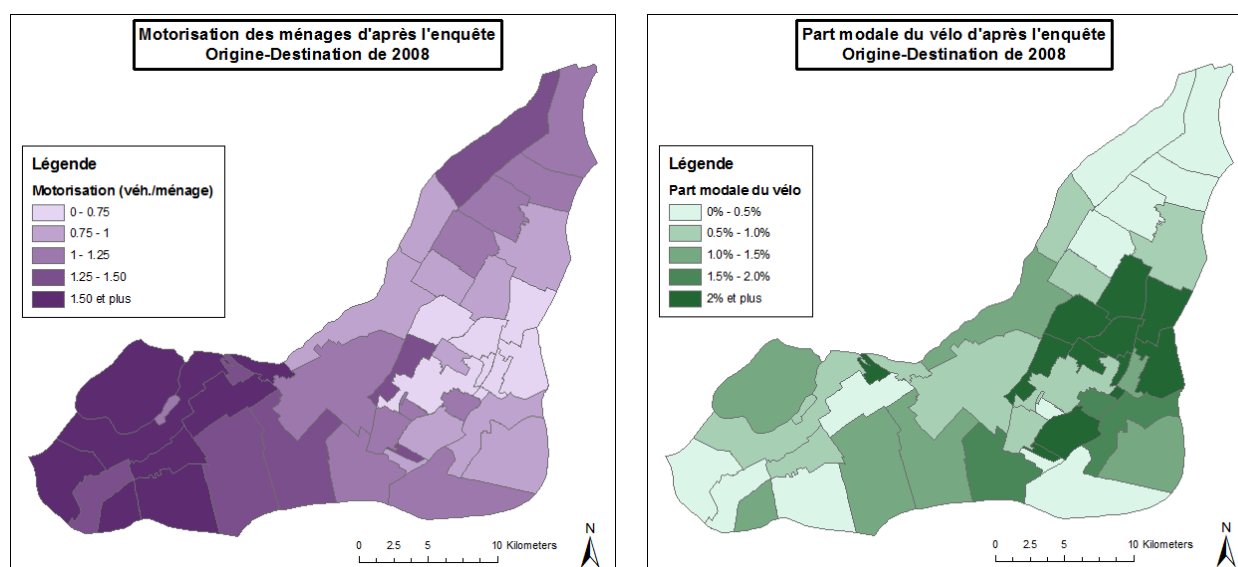 Motorisation des ménages d'après l'enquête
Origine-Destination de 2008
Légende
Motorisation (véh./ménage)
0 - 0.75
0.75 - 1
1 - 1.25
1.25 - 1.50
1.50 et plus
0 2.5 5 10 Kilometers
N
Part modale du vélo d'après l'enquête
Origine-Destination de 2008
Légende
Part modale du vélo
0% - 0.5%
0.5% - 1.0%
1.0% - 1.5%
1.5% - 2.0%
2% et plus
0 2.5 5 10 Kilometers
N